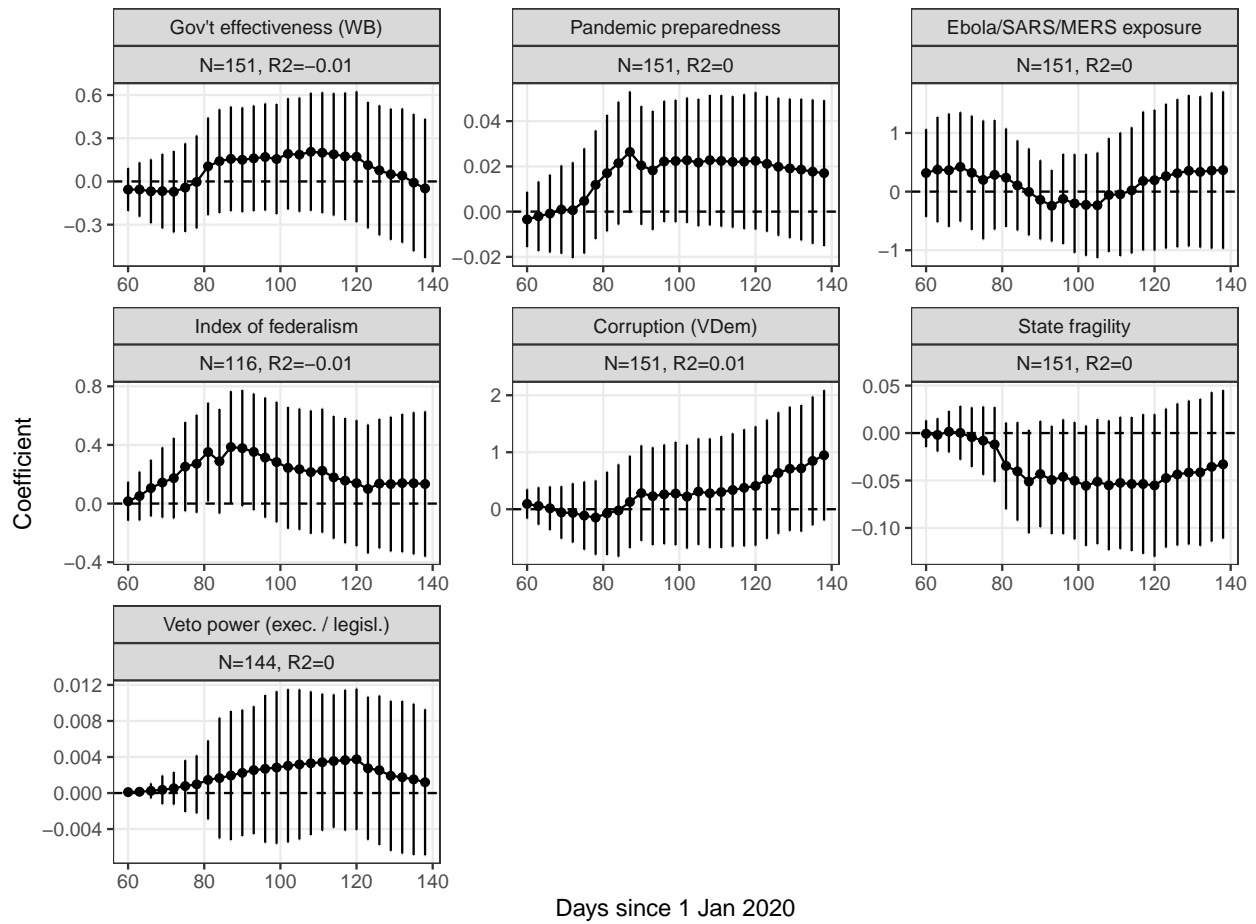 Gov't effectiveness (WB)
N=151, R2=−0.01
0.6
0.3
0.0
−0.3
60 80 100 120 140
Pandemic preparedness
N=151, R2=0
0.04
0.02
0.00
−0.02
60 80 100 120 140
Ebola/SARS/MERS exposure
N=151, R2=0
1
0
−1
60 80 100 120 140
Index of federalism
N=116, R2=−0.01
0.8
0.4
0.0
−0.4
60 80 100 120 140
Corruption (VDem)
N=151, R2=0.01
2
1
0
60 80 100 120 140
State fragility
N=151, R2=0
0.05
0.00
−0.05
−0.10
60 80 100 120 140
Veto power (exec. / legisl.)
N=144, R2=0
0.012
0.008
0.004
0.000
−0.004
60 80 100 120 140
Coefficient
Days since 1 Jan 2020